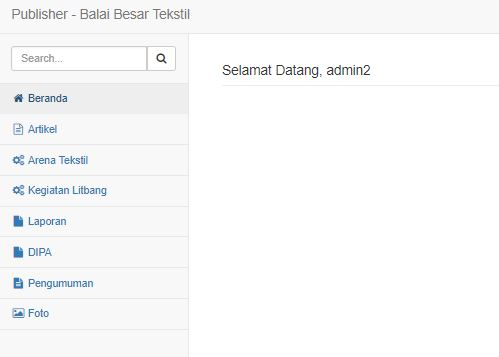 Publisher - Balai Besar Tekstil
Search...
Selamat Datang, admin2
Beranda
Artikel
Arena Tekstil
Kegiatan Litbang
Laporan
DIPA
Pengumuman
Foto